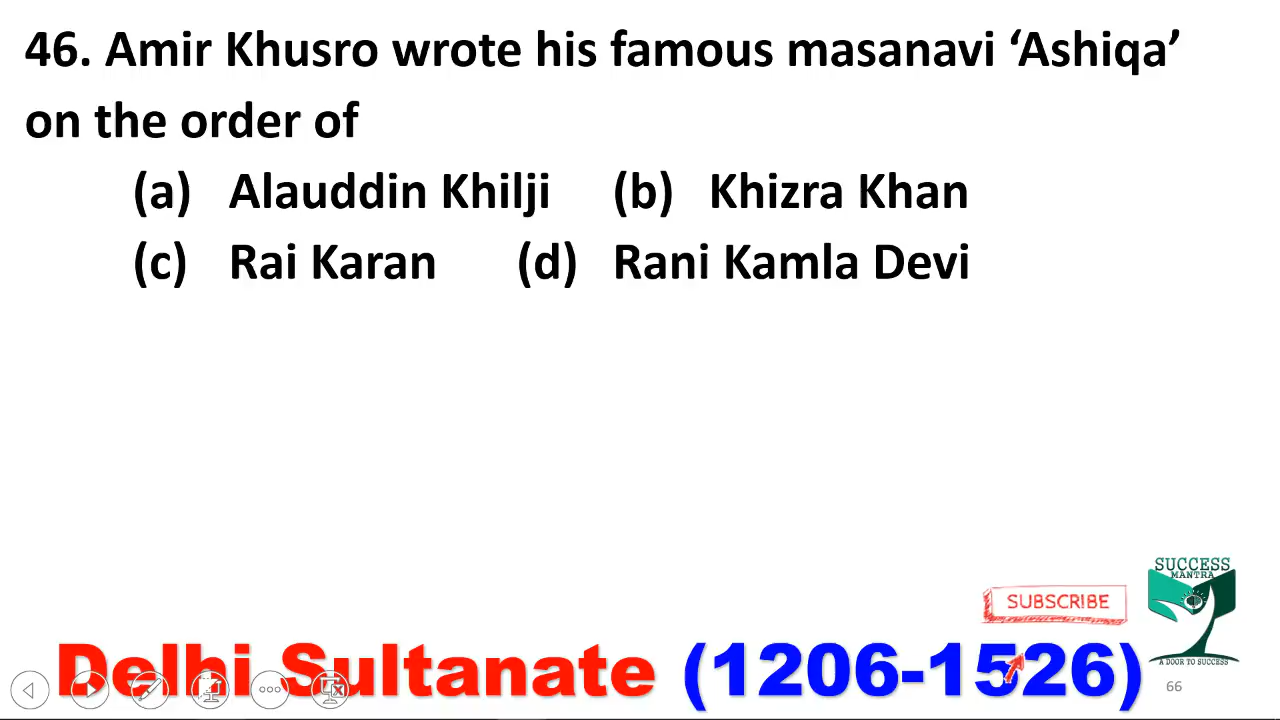 46. Amir Khusro wrote his famous masanavi ‘Ashiqa’
on the order of
(a) Alauddin Khilji (b) Khizra Khan
(c) Rai Karan (d) Rani Kamla Devi
SUCCESS
MANTRA
SUBSCRIBE
A DOOR TO SUCCESS
Delhi Sultanate (1206-1526)
66